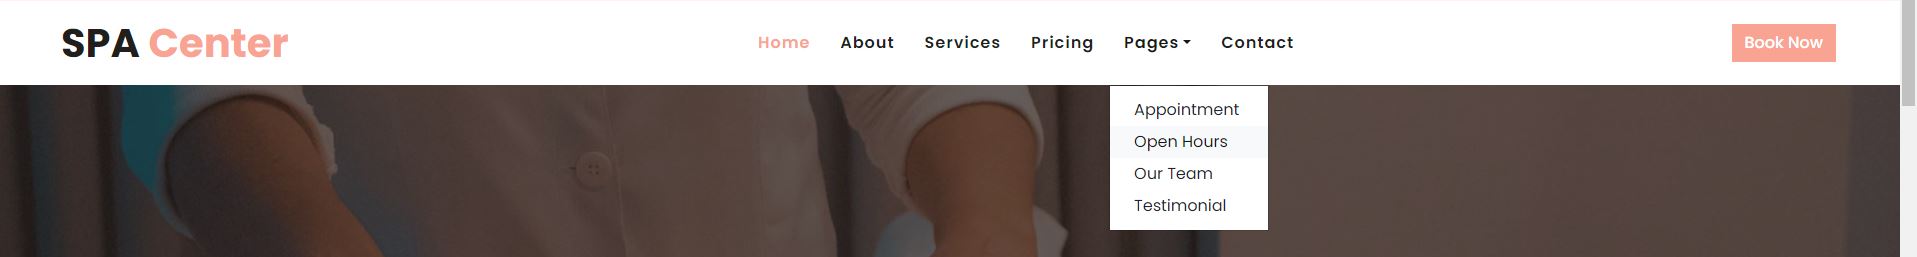 SPA Center Home About Services Pricing Pages Contact Book Now
Appointment
Open Hours
Our Team
Testimonial